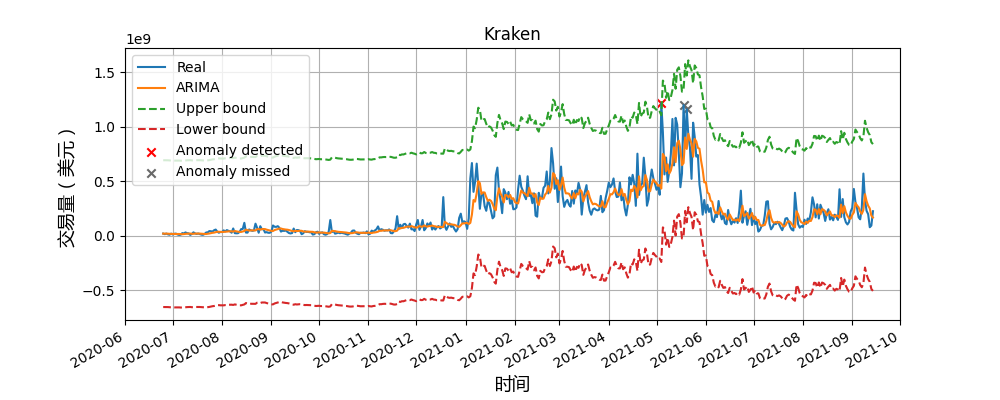 Kraken
1e9
1.5
1.0
0.5
0.0
−0.5
交易量（美元）
Real
ARIMA
Upper bound
Lower bound
Anomaly detected
Anomaly missed
2020-06
2020-07
2020-08
2020-09
2020-10
2020-11
2020-12
2021-01
2021-02
2021-03
2021-04
2021-05
2021-06
2021-07
2021-08
2021-09
2021-10
时间